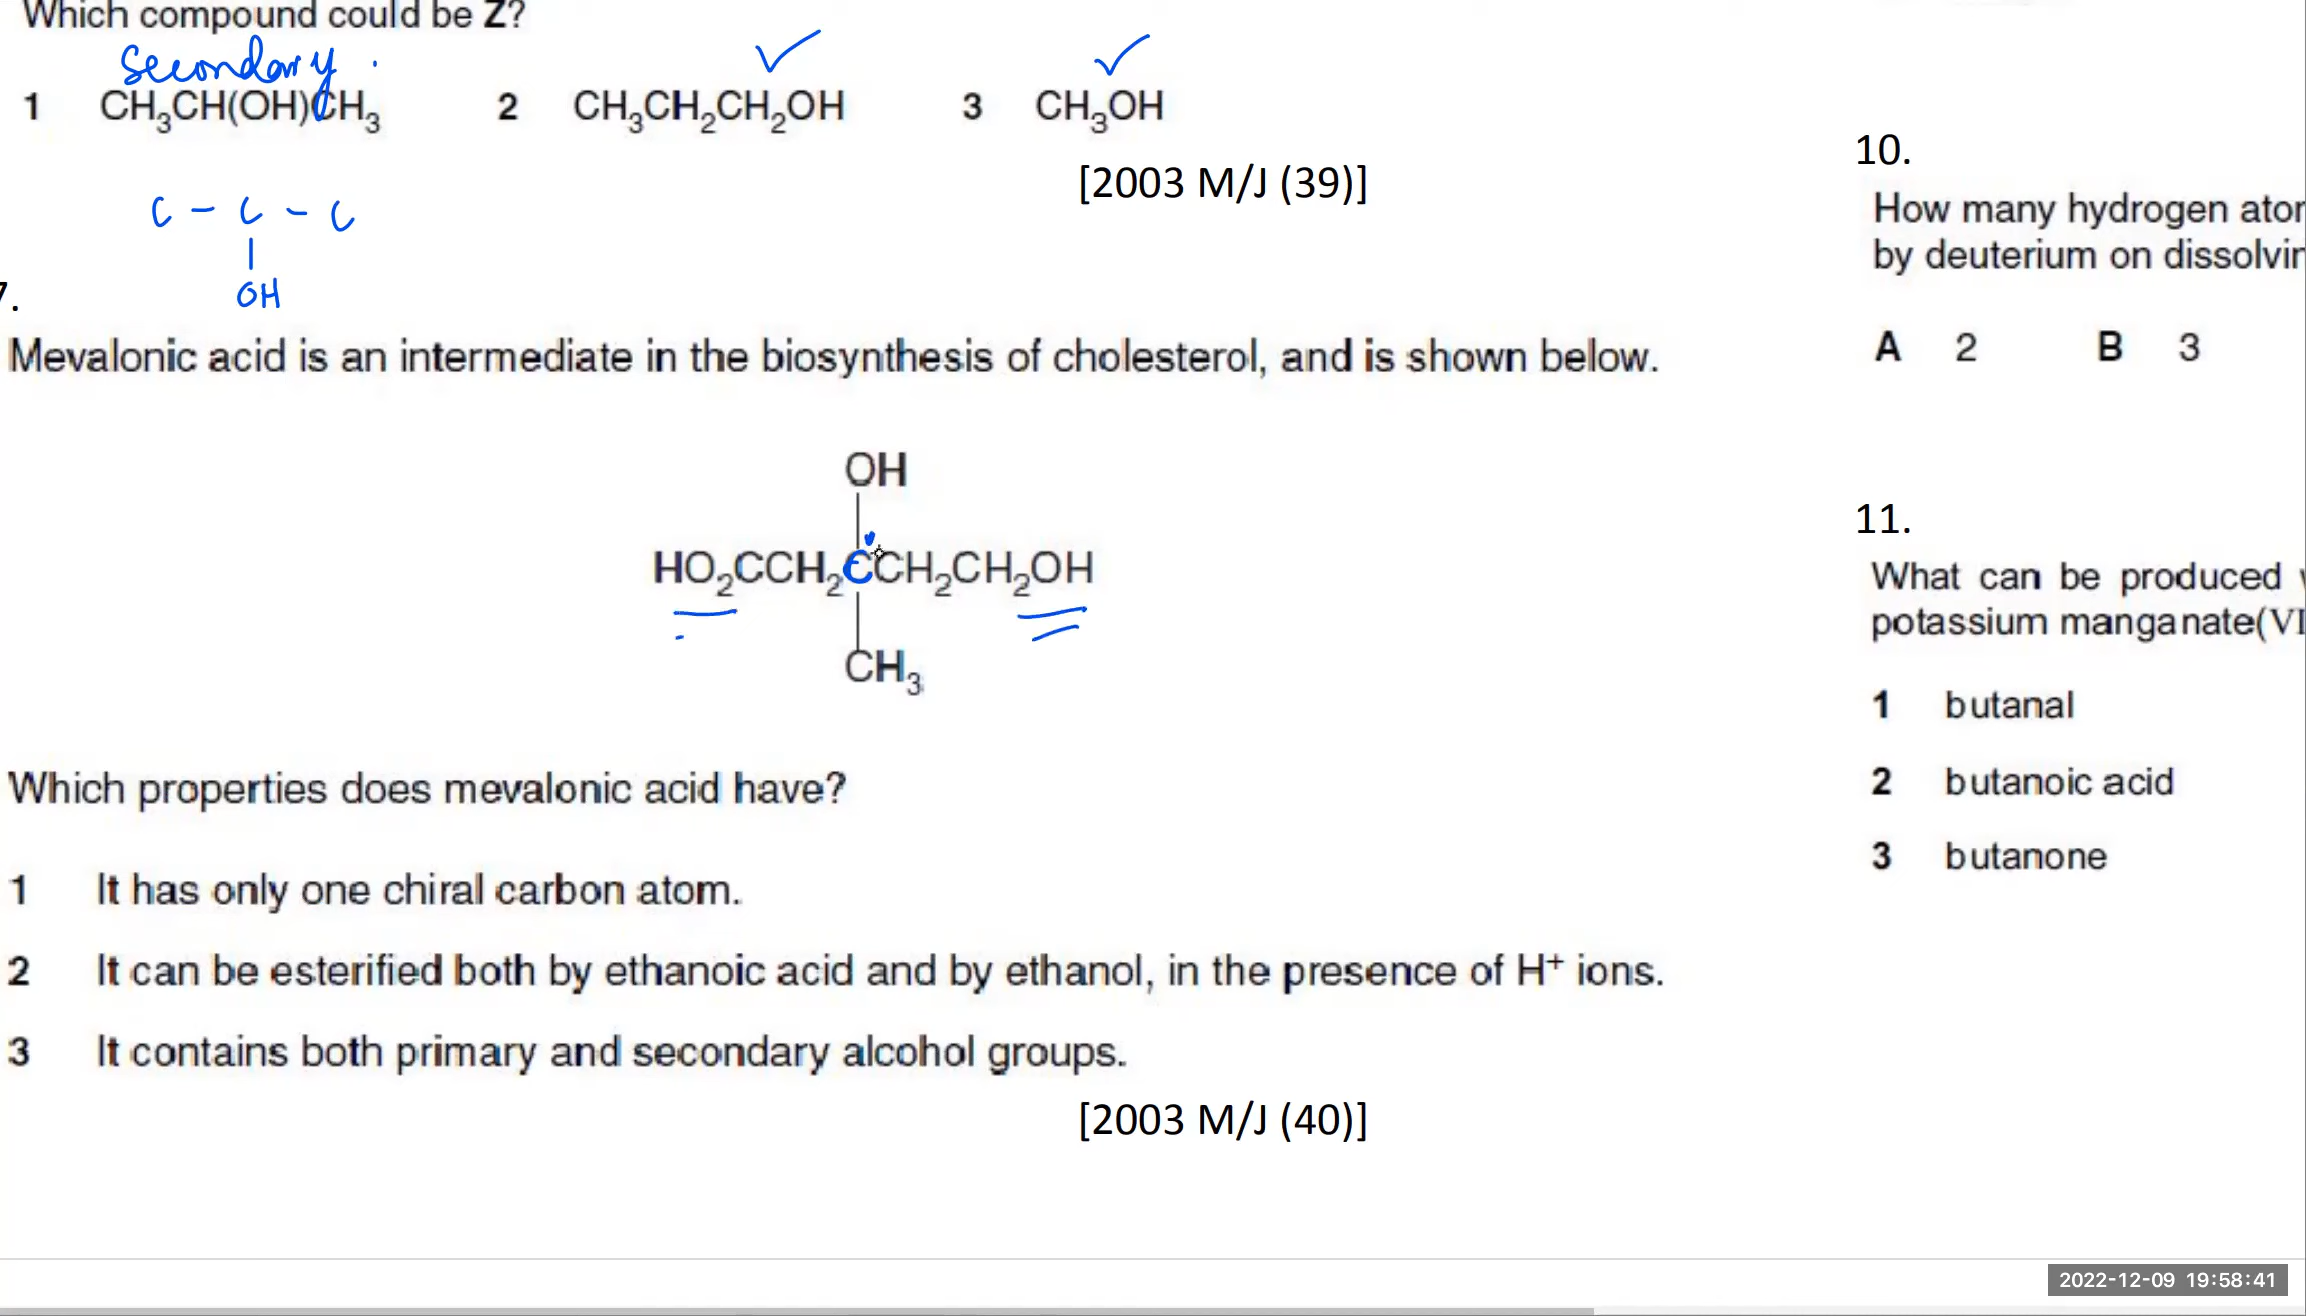 Which compound could be Z?
secondary.
1 CH₃CH(OH)CH₃ 2 CH₃CH₂CH₂OH 3 CH₃OH
[2003 M/J (39)]
C - C - C
|
OH
7.
Mevalonic acid is an intermediate in the biosynthesis of cholesterol, and is shown below.
OH
HO₂CCH₂CCH₂CH₂OH
CH₃
Which properties does mevalonic acid have?
1 It has only one chiral carbon atom.
2 It can be esterified both by ethanoic acid and by ethanol, in the presence of H⁺ ions.
3 It contains both primary and secondary alcohol groups.
[2003 M/J (40)]
10.
How many hydrogen
by deuterium on
A 2 B 3
11.
What can be produced
potassium
1 butanal
2 butanoic acid
3 butanone
2022-12-09 19:58:41